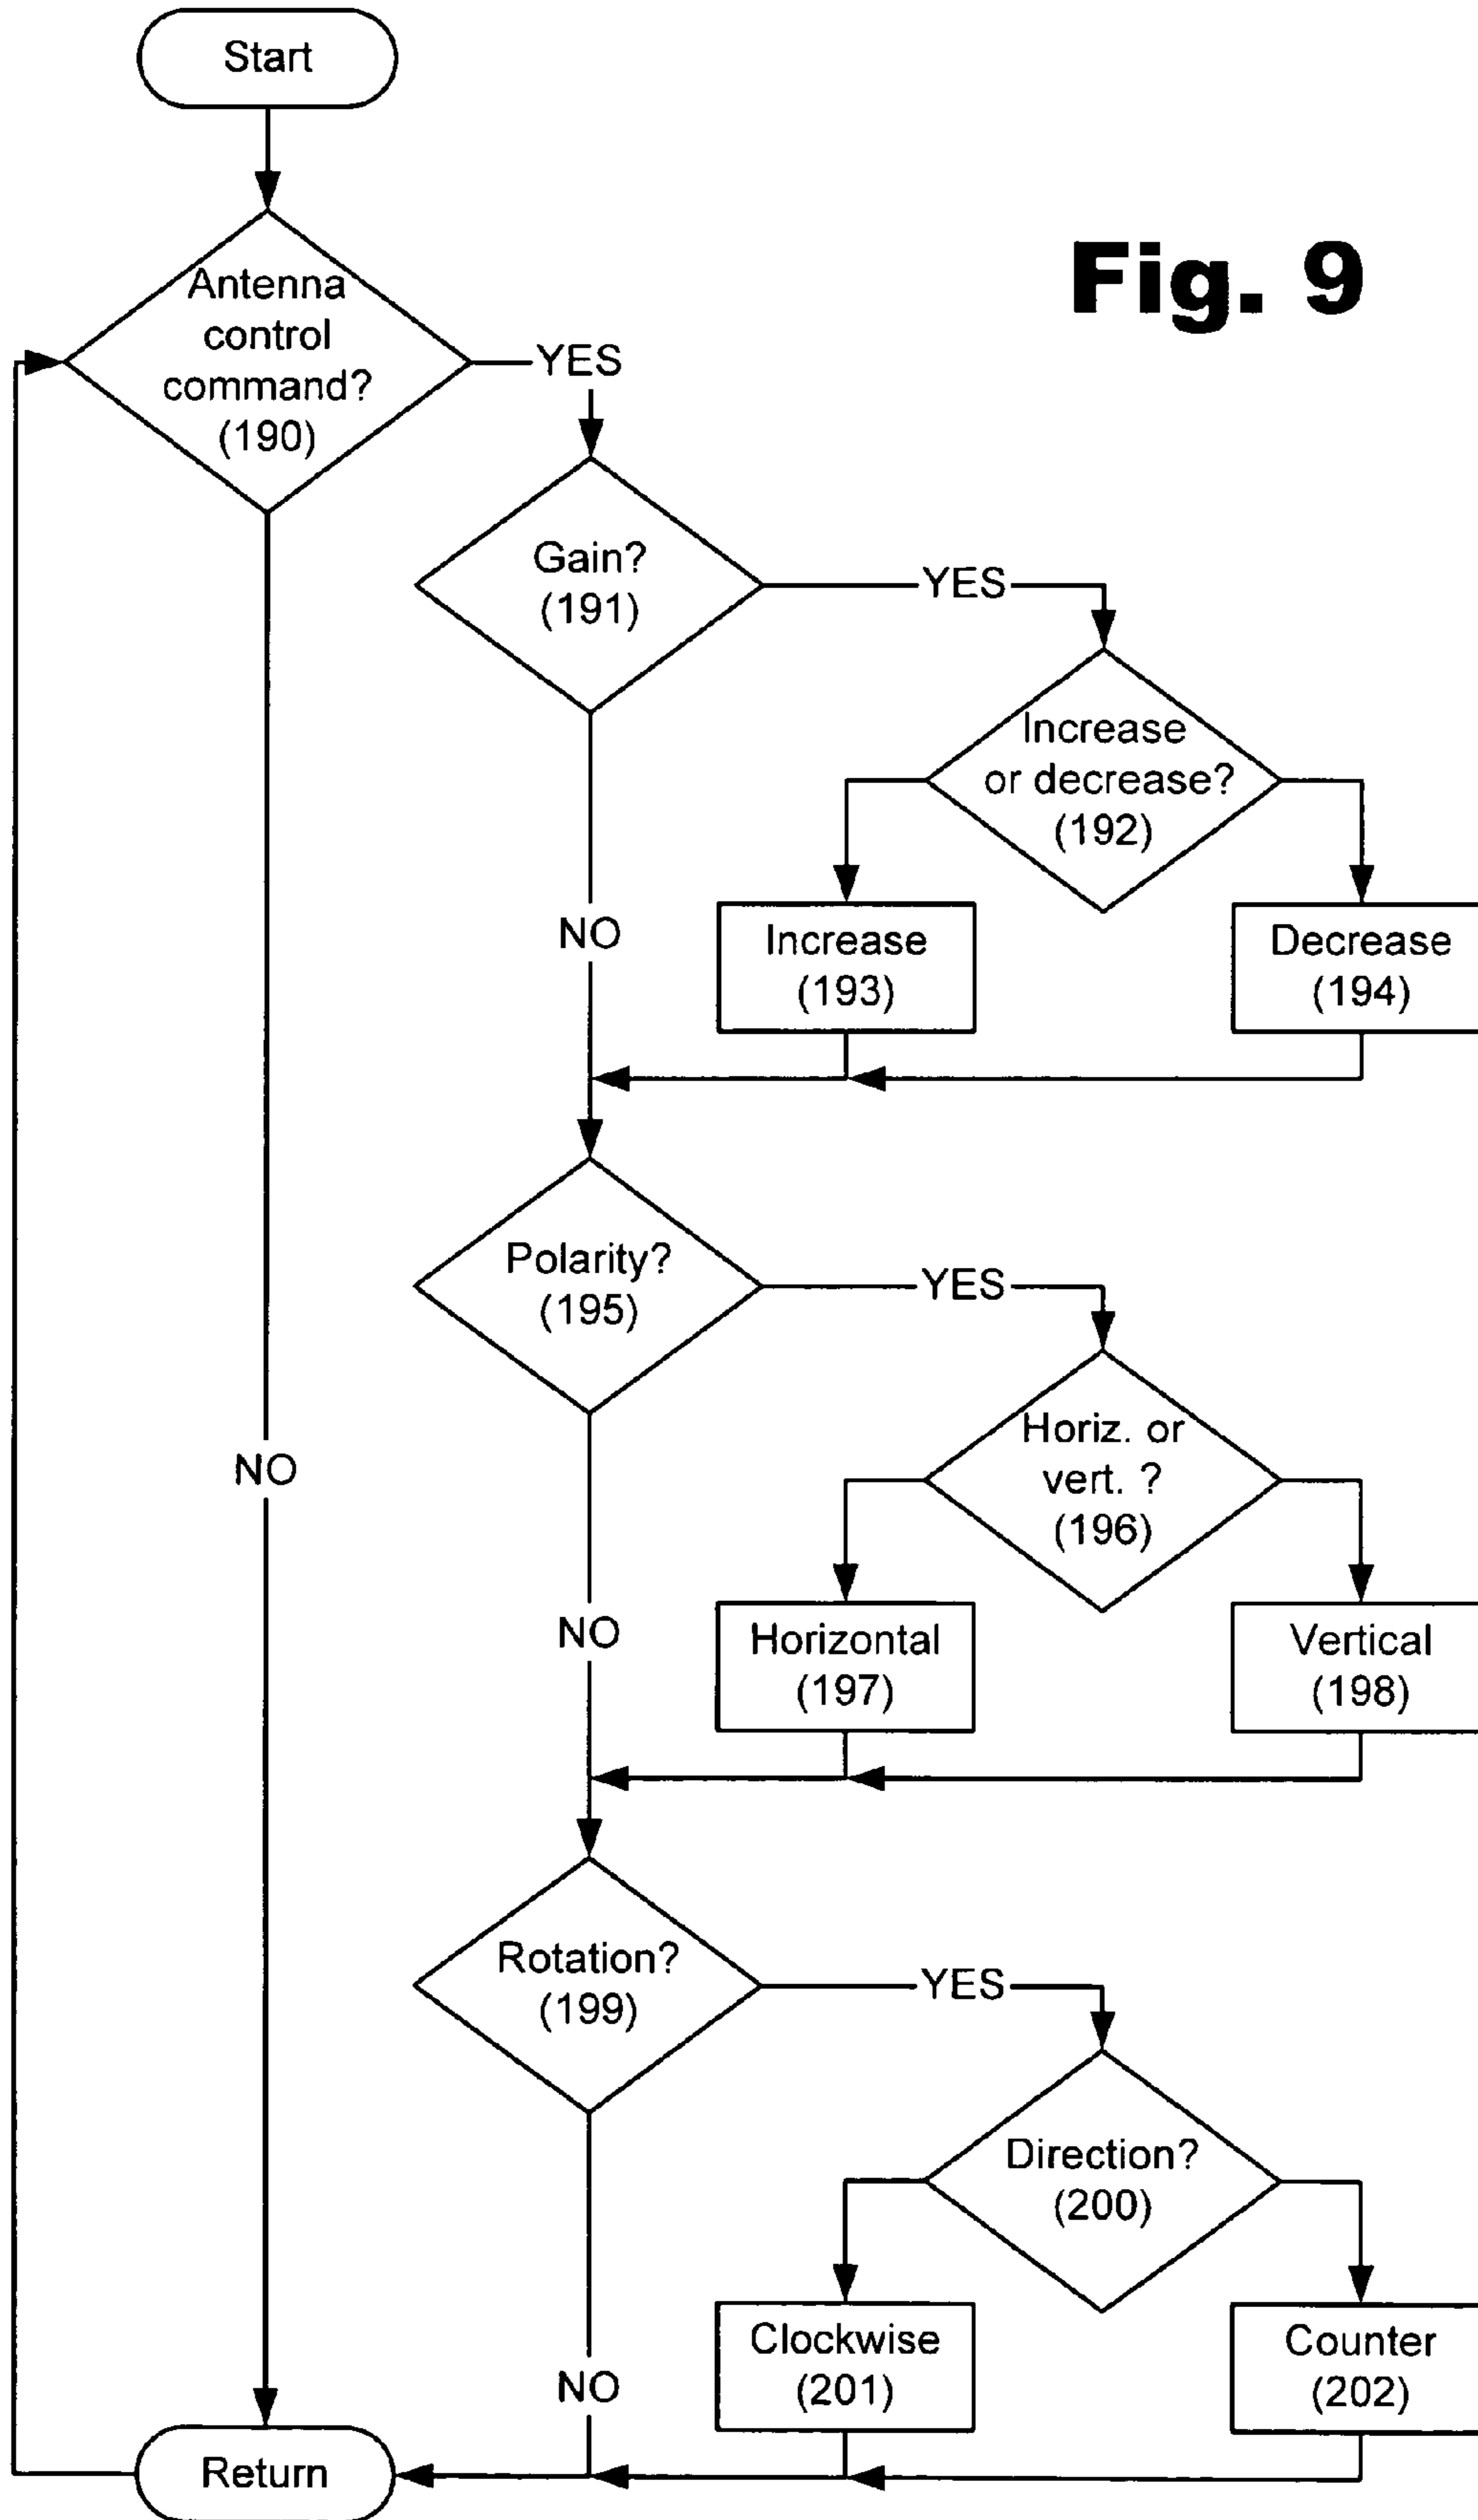 Start
Fig. 9
Antenna
control
command?
(190)
YES
Gain?
(191)
YES
Increase
or decrease?
(192)
NO
Increase
(193)
Decrease
(194)
Polarity?
(195)
YES
Horiz. or
vert. ?
(196)
NO
NO
Horizontal
(197)
Vertical
(198)
Rotation?
(199)
YES
Direction?
(200)
NO
Clockwise
(201)
Counter
(202)
Return